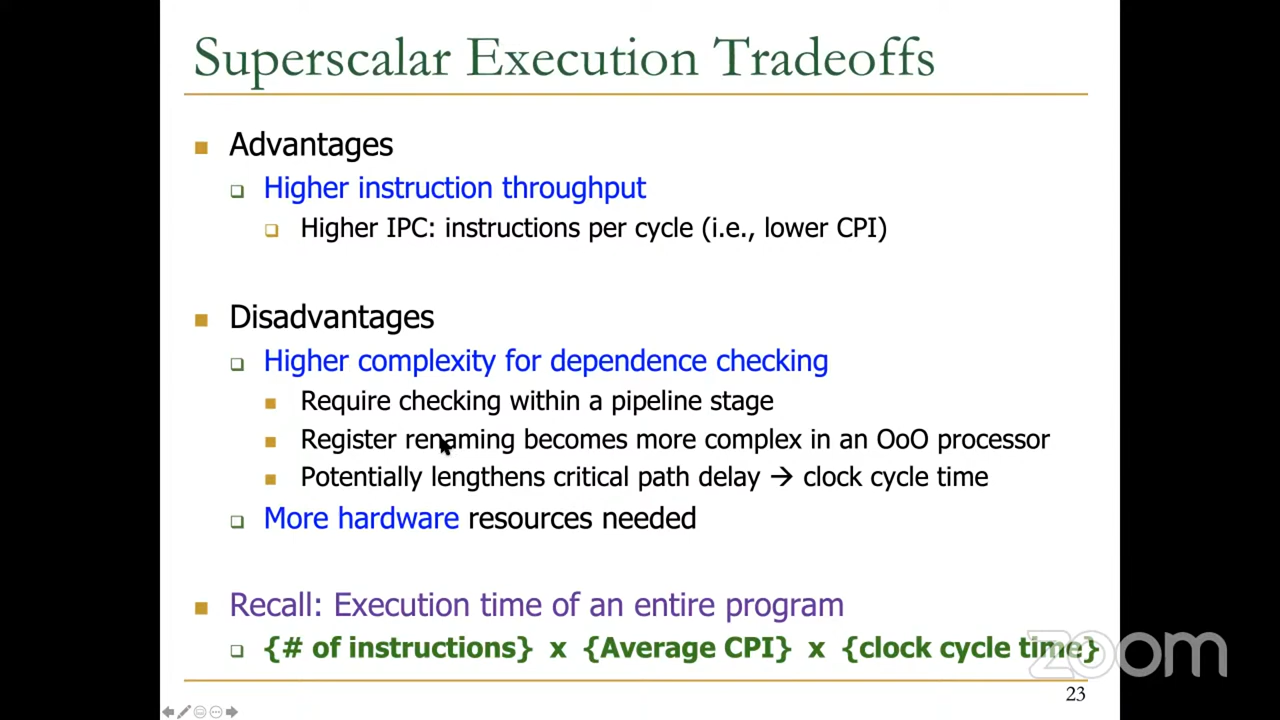 Superscalar Execution Tradeoffs
Advantages
Higher instruction throughput
Higher IPC: instructions per cycle (i.e., lower CPI)
Disadvantages
Higher complexity for dependence checking
Require checking within a pipeline stage
Register renaming becomes more complex in an OoO processor
Potentially lengthens critical path delay → clock cycle time
More hardware resources needed
Recall: Execution time of an entire program
{# of instructions} x {Average CPI} x {clock cycle time}
zoom
23